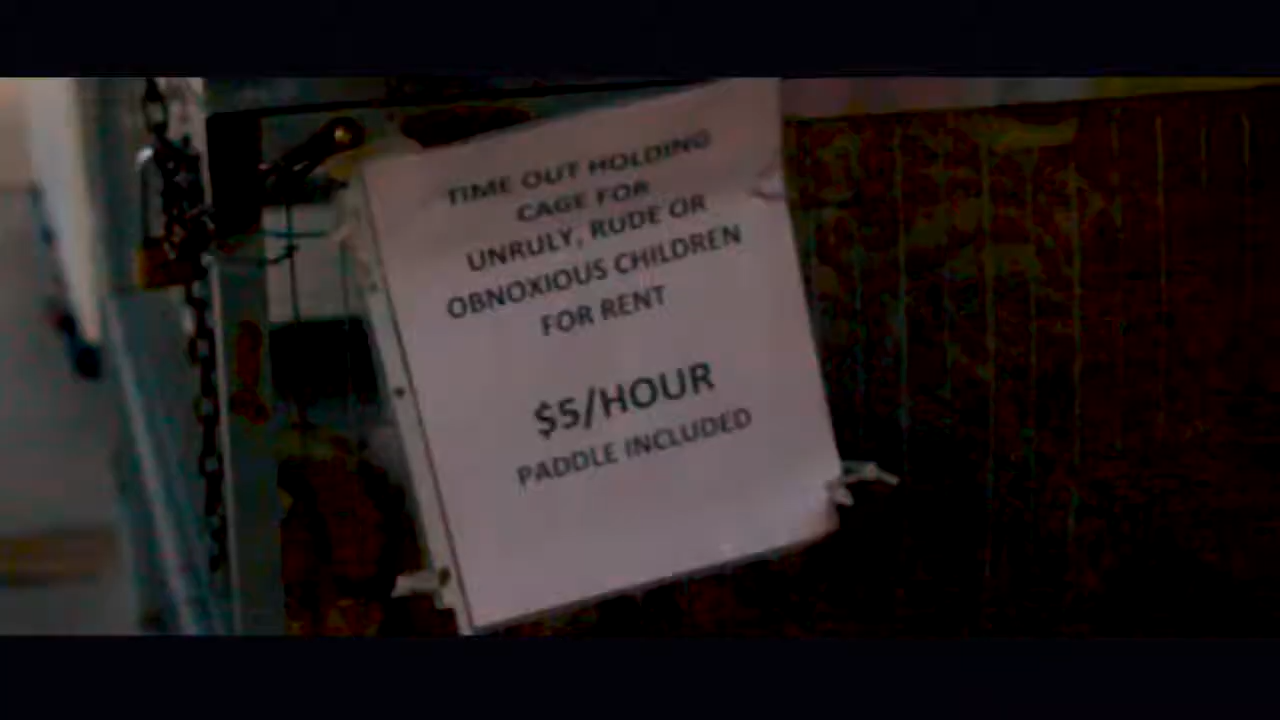 TIME OUT HOLDING
CAGE FOR
UNRULY, RUDE OR
OBNOXIOUS CHILDREN
FOR RENT
$5/HOUR
PADDLE INCLUDED